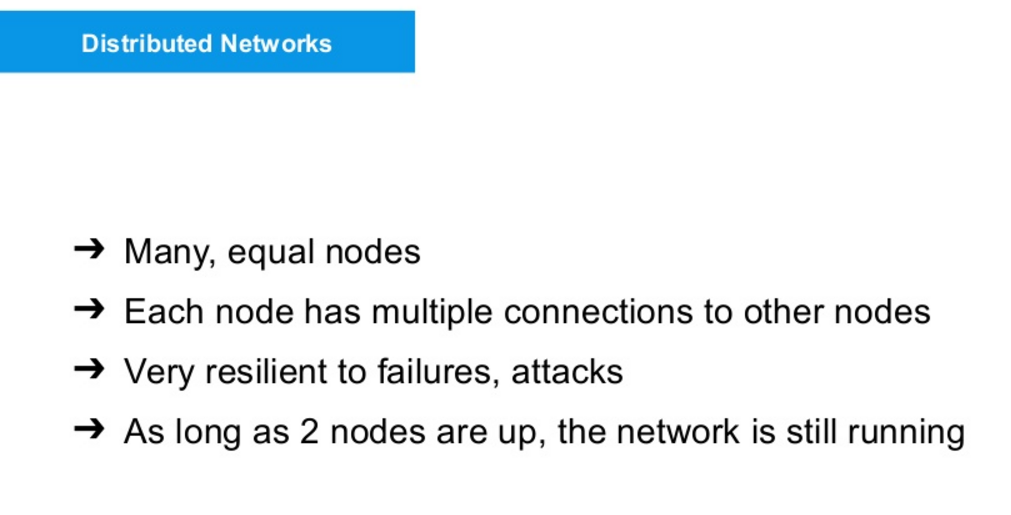 Distributed Networks
➔ Many, equal nodes
➔ Each node has multiple connections to other nodes
➔ Very resilient to failures, attacks
➔ As long as 2 nodes are up, the network is still running